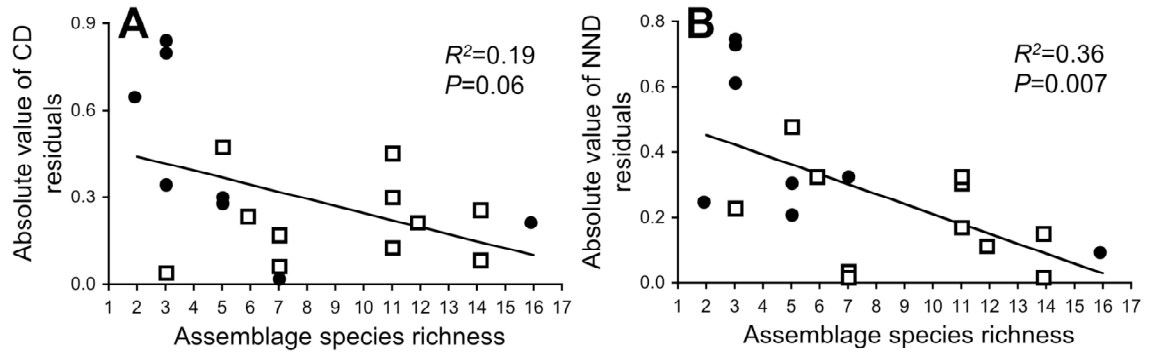 A
Absolute value of CD
residuals
0.9
0.6
0.3
0.0
R²=0.19
P=0.06
1 2 3 4 5 6 7 8 9 10 11 12 13 14 15 16 17
Assemblage species richness
B
Absolute value of NND
residuals
0.8
0.6
0.4
0.2
0.0
R²=0.36
P=0.007
1 2 3 4 5 6 7 8 9 10 11 12 13 14 15 16 17
Assemblage species richness